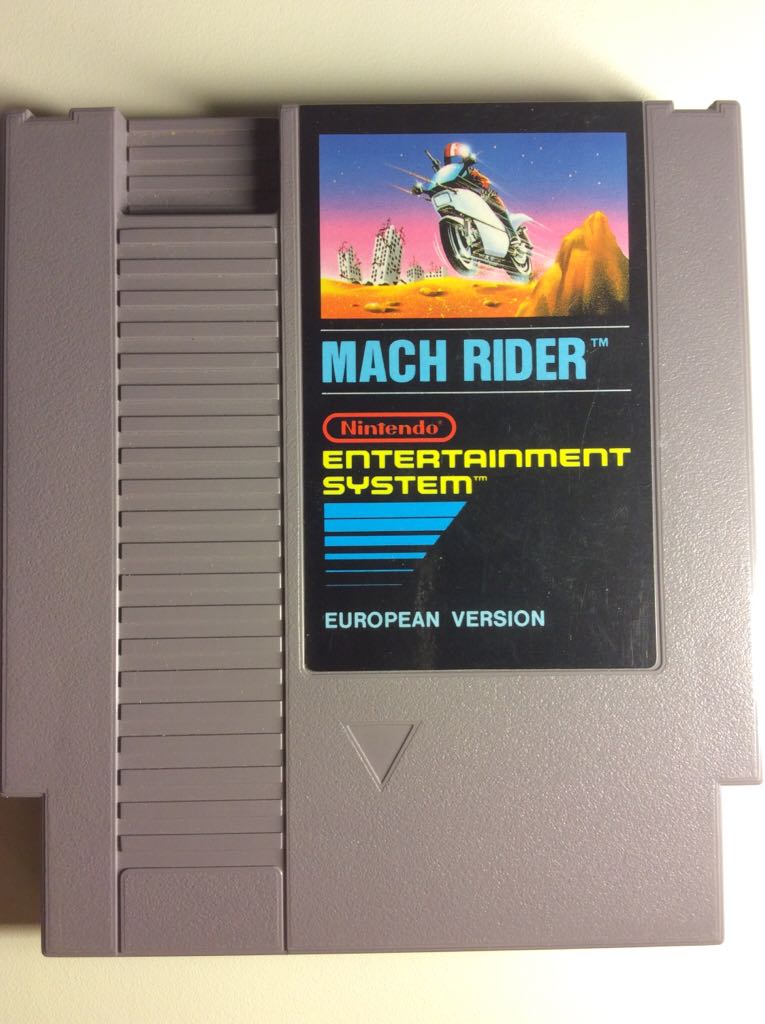 MACH RIDER™
Nintendo®
ENTERTAINMENT
SYSTEM™
EUROPEAN VERSION